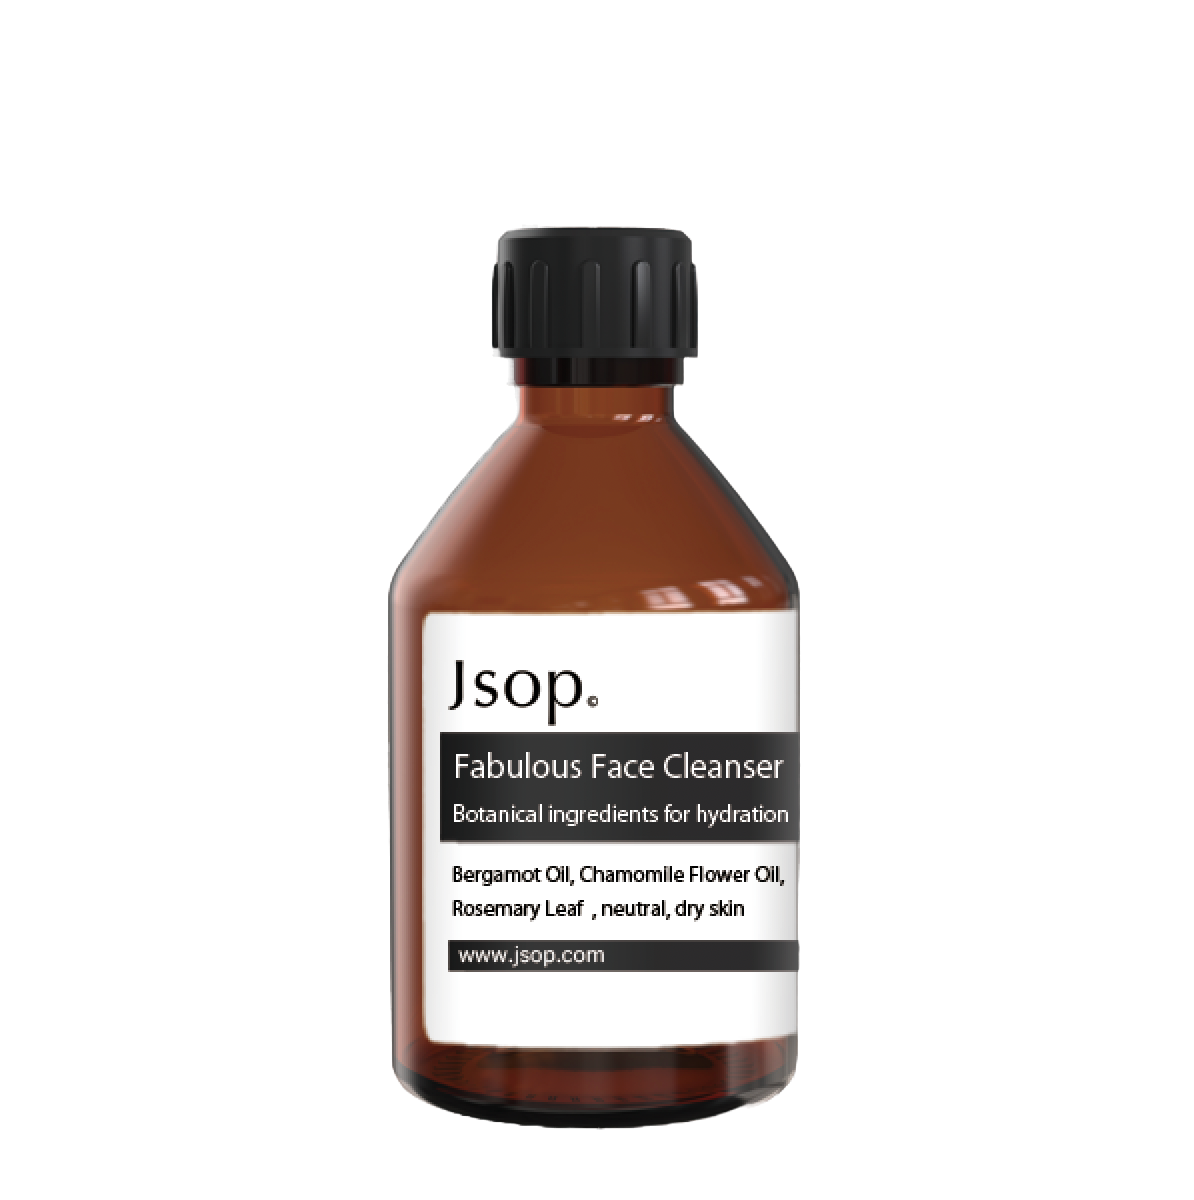 Jsop.©
Fabulous Face Cleanser
Botanical ingredients for hydration
Bergamot Oil, Chamomile Flower Oil,
Rosemary Leaf , neutral, dry skin
www.jsop.com